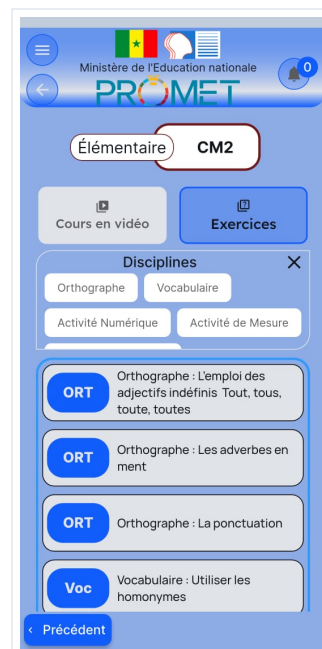 Ministère de l'Education nationale
PROMET
0
Élémentaire
CM2
Cours en vidéo
Exercices
Disciplines
Orthographe
Vocabulaire
Activité Numérique
Activité de Mesure
ORT
Orthographe : L'emploi des
adjectifs indéfinis Tout, tous,
toute, toutes
ORT
Orthographe : Les adverbes en
ment
ORT
Orthographe : La ponctuation
Voc
Vocabulaire : Utiliser les
homonymes
‹ Précédent